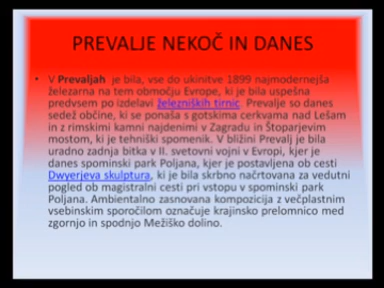 PREVALJE NEKOČ IN DANES
• V Prevaljah je bila, vse do ukinitve 1899 najmodernejša
železarna na tem območju Evrope, ki je bila uspešna
predvsem po izdelavi železniških tirnic. Prevalje so danes
sedež občine, ki se ponaša s gotskima cerkvama nad Lešam
in z rimskimi kamni najdenimi v Zagradu in Štoparjevim
mostom, ki je tehniški spomenik. V bližini Prevalj je bila
uradno zadnja bitka v II. svetovni vojni v Evropi, kjer je
danes spominski park Poljana, kjer je postavljena ob cesti
Dwyerjeva skulptura, ki je bila skrbno načrtovana za vedutni
pogled ob magistralni cesti pri vstopu v spominski park
Poljana. Ambientalno zasnovana kompozicija z večplastnim
vsebinskim sporočilom označuje krajinsko prelomnico med
zgornjo in spodnjo Mežiško dolino.